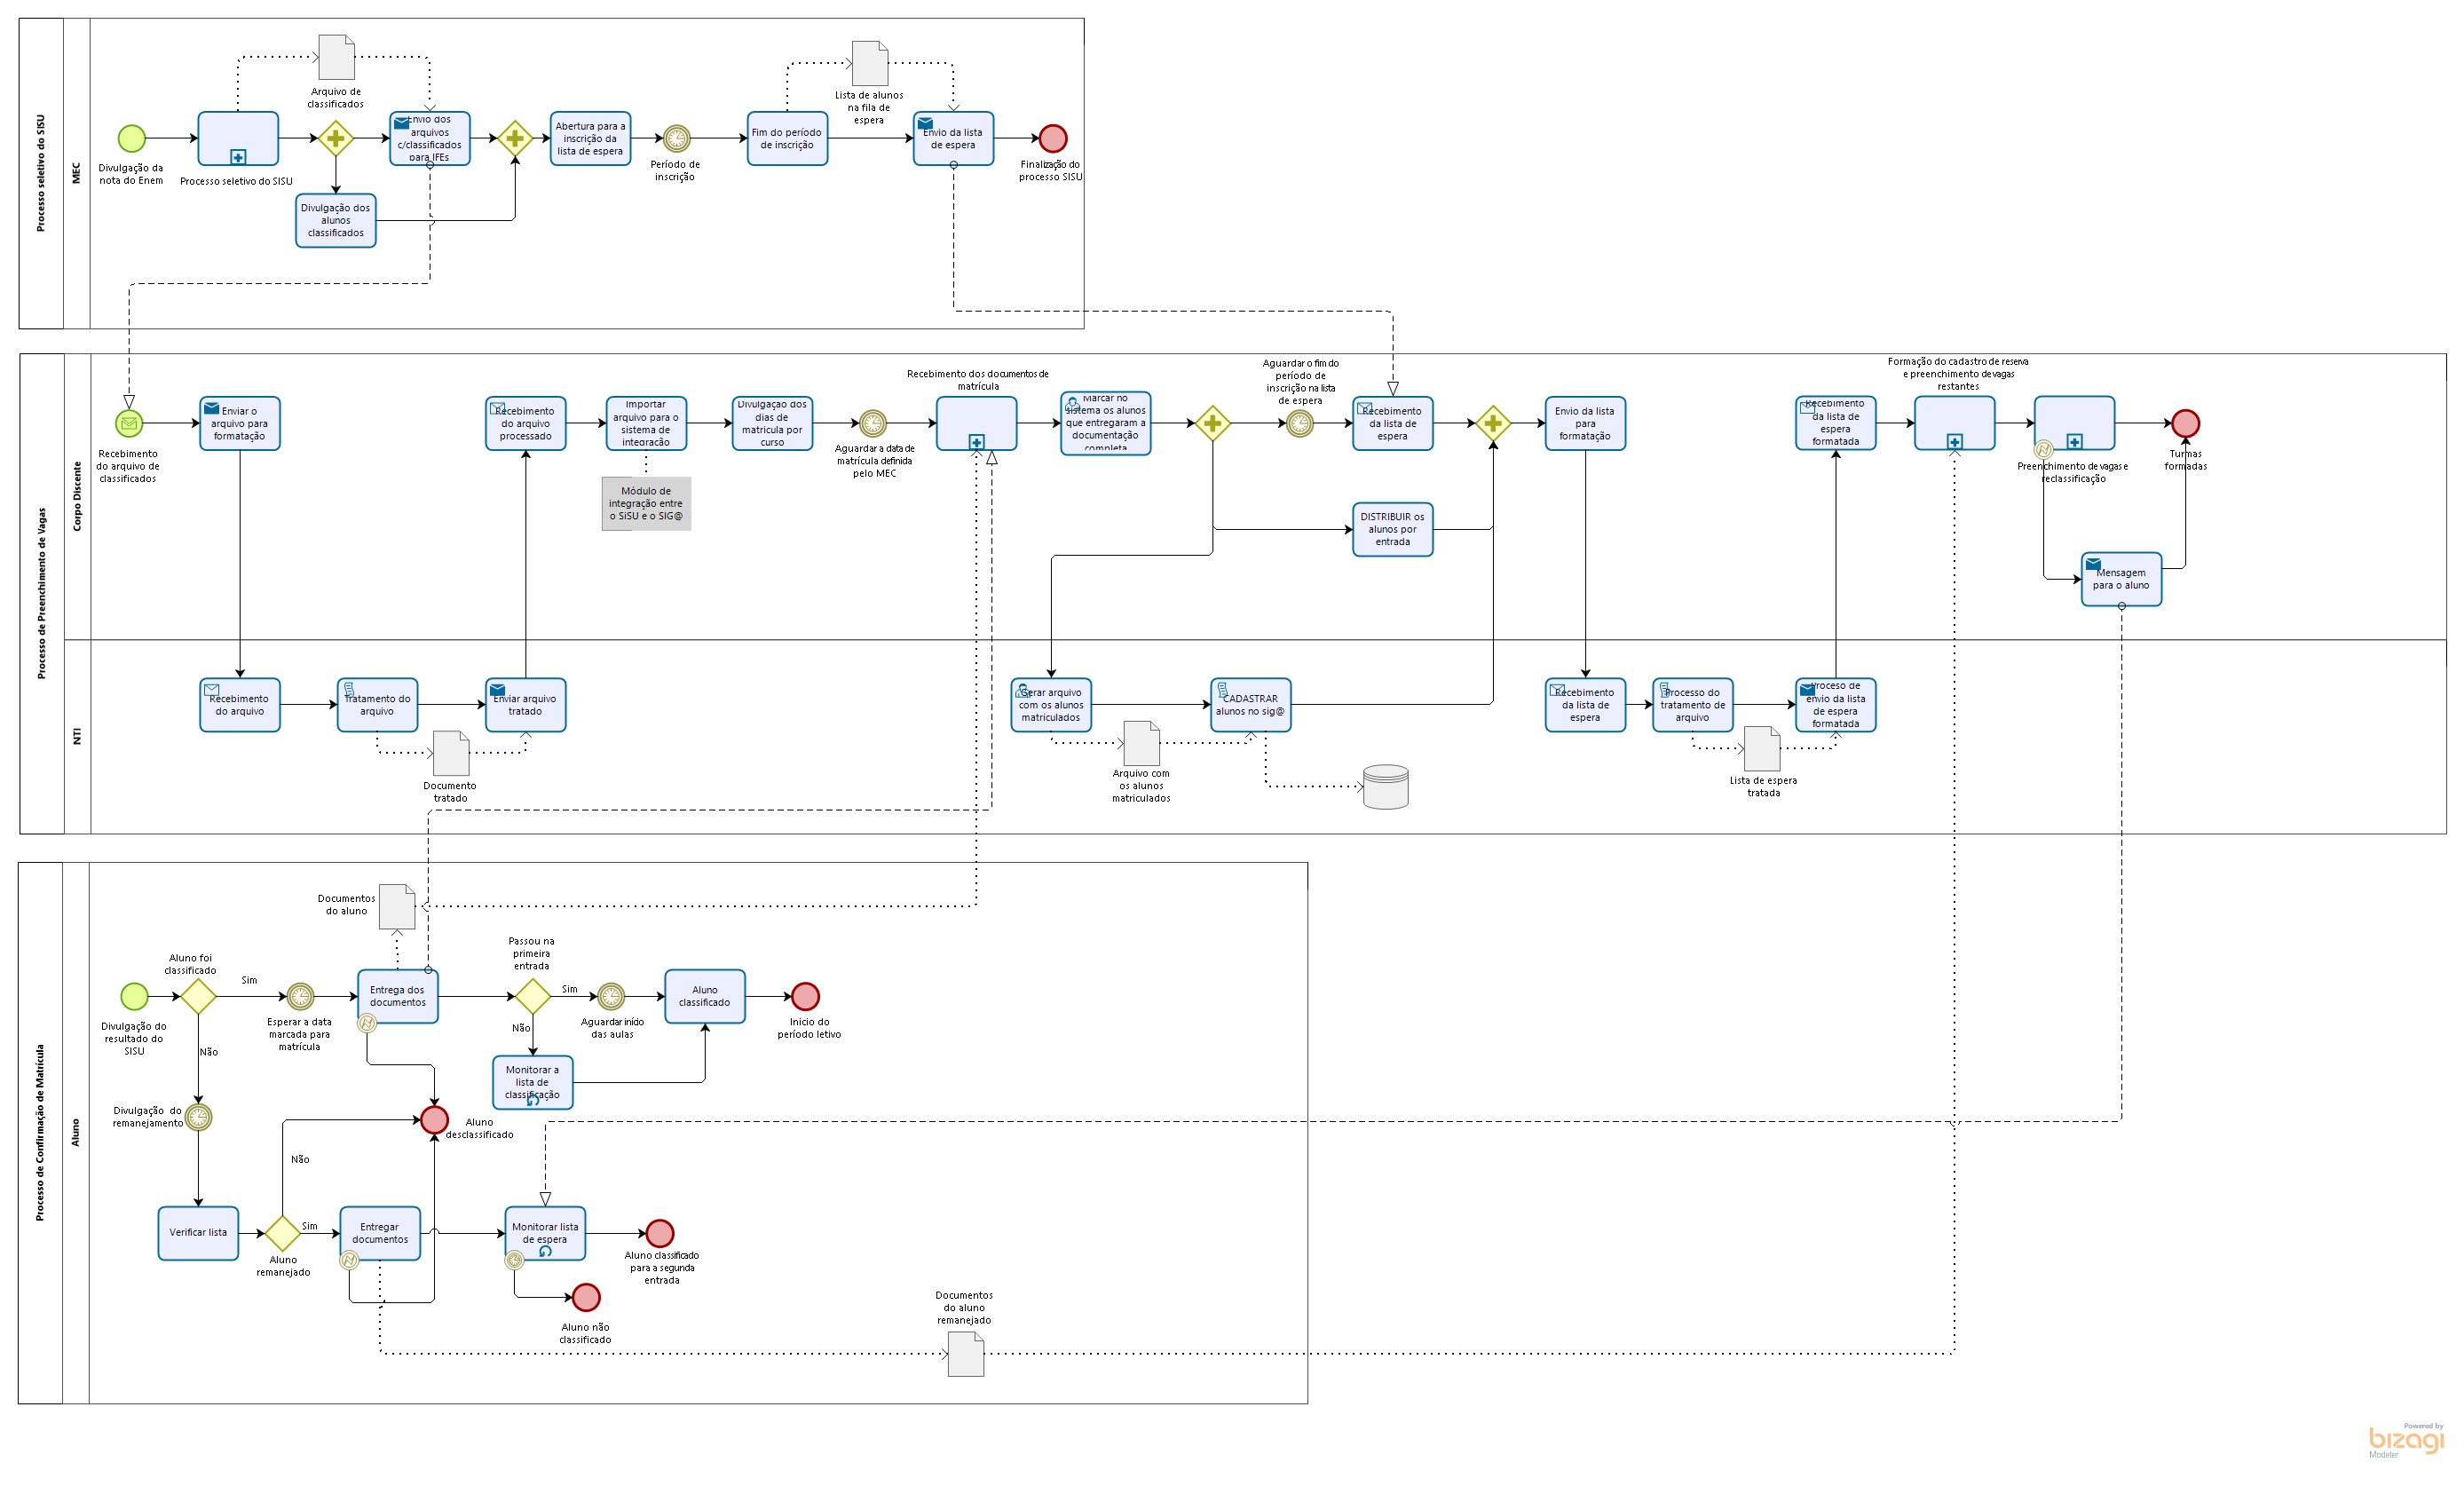 Processo seletivo do SISU
MEC
Divulgação da
nota do Enem
Processo seletivo do SISU
Arquivo de
classificados
Envio dos
arquivos
c/classificados
para IFEs
Divulgação dos
alunos
classificados
Abertura para a
inscrição da
lista de espera
Período de
inscrição
Fim do período
de inscrição
Lista de alunos
na fila de
espera
Envio da lista
de espera
Finalização do
processo SISU
Processo de Preenchimento de Vagas
Corpo Discente
Recebimento
do arquivo de
classificados
Enviar o
arquivo para
formatação
Recebimento
do arquivo
processado
Importar
arquivo para o
sistema de
integração
Módulo de
integração entre
o SiSU e o SIG@
Divulgação dos
dias de
matricula por
curso
Aguardar a data de
matrícula definida
pelo MEC
Recebimento dos documentos de
matrícula
Marcar no
sistema os alunos
que entregaram a
documentação
completa
Aguardar o fim do
período de
inscrição na lista
de espera
Recebimento
da lista de
espera
DISTRIBUIR os
alunos por
entrada
Envio da lista
para
formatação
Recebimento
da lista de
espera
formatada
Formação do cadastro de reserva
e preenchimento de vagas
restantes
Preenchimento de vagas e
reclassificação
Turmas
formadas
Mensagem
para o aluno
NTI
Recebimento
do arquivo
Tratamento do
arquivo
Documento
tratado
Enviar arquivo
tratado
Gerar arquivo
com os alunos
matriculados
Arquivo com
os alunos
matriculados
CADASTRAR
alunos no sig@
Recebimento
da lista de
espera
Processo do
tratamento de
arquivo
Lista de espera
tratada
Proceso de
envio da lista
de espera
formatada
Processo de Confirmação de Matrícula
Aluno
Divulgação do
resultado do
SISU
Aluno foi
classificado
Sim
Não
Esperar a data
marcada para
matrícula
Documentos
do aluno
Entrega dos
documentos
Passou na
primeira
entrada
Sim
Não
Aguardar início
das aulas
Aluno
classificado
Inicio do
período letivo
Monitorar a
lista de
classificação
Divulgação do
remanejamento
Aluno
desclassificado
Não
Verificar lista
Aluno
remanejado
Sim
Entregar
documentos
Monitorar lista
de espera
Aluno classificado
para a segunda
entrada
Aluno não
classificado
Documentos
do aluno
remanejado
Powered by
bizagi
Modeler